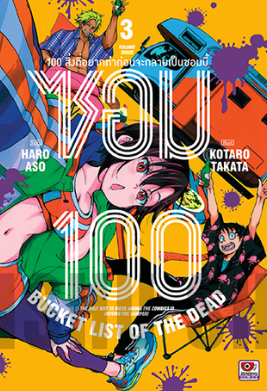 3
VOLUME THREE
100 สิ่งที่อยากทำก่อนจะกลายเป็นซอมบี้
ซอม
HARO ASO
KOTARO TAKATA
100
BUCKET LIST OF THE DEAD